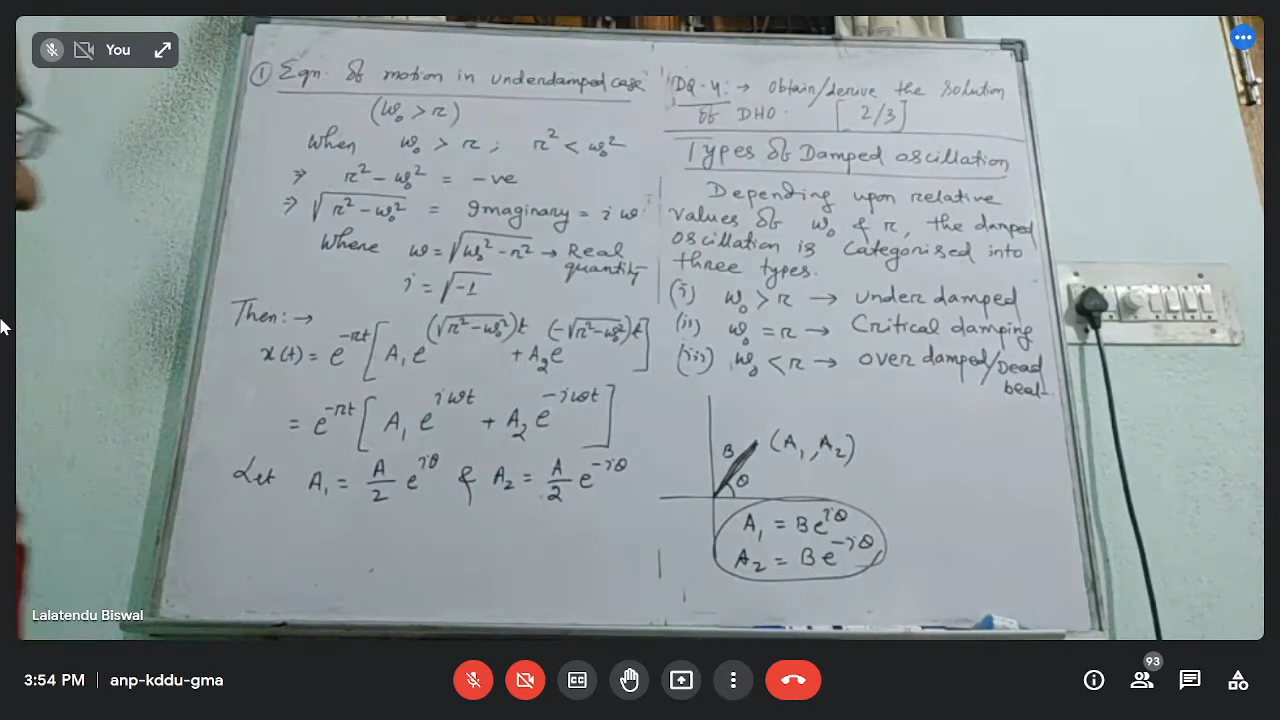 You
① Eqn. of motion in underdamped case
(ω₀ > r)
When ω₀ > r ; r² < ω₀²
⇒ r² - ω₀² = -ve
⇒ √(r² - ω₀²) = Imaginary = i ω
Where ω = √(ω₀² - r²) → Real
quantity
i = √-1
Then: →
x(t) = e^{-rt} [ A₁ e^{(√(r² - ω₀²))t} + A₂ e^{(-√(r² - ω₀²))t} ]
= e^{-rt} [ A₁ e^{iωt} + A₂ e^{-iωt} ]
Let A₁ = A/2 e^{iθ} & A₂ = A/2 e^{-iθ}
DQ-4: → Obtain/derive the solution
of DHO. [2/3]
Types of Damped oscillation
Depending upon relative
values of ω₀ & r, the damped
oscillation is categorised into
three types.
(i) ω₀ > r → under damped
(ii) ω₀ = r → Critical damping
(iii) ω₀ < r → over damped/Dead
beat
B (A₁, A₂)
θ
A₁ = B e^{iθ}
A₂ = B e^{-iθ}
Lalatendu Biswal
3:54 PM | anp-kddu-gma
93